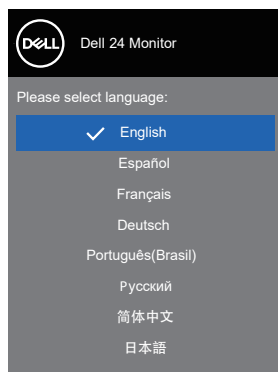 DELL
Dell 24 Monitor
Please select language:
English
Español
Français
Deutsch
Português(Brasil)
Русский
简体中文
日本語